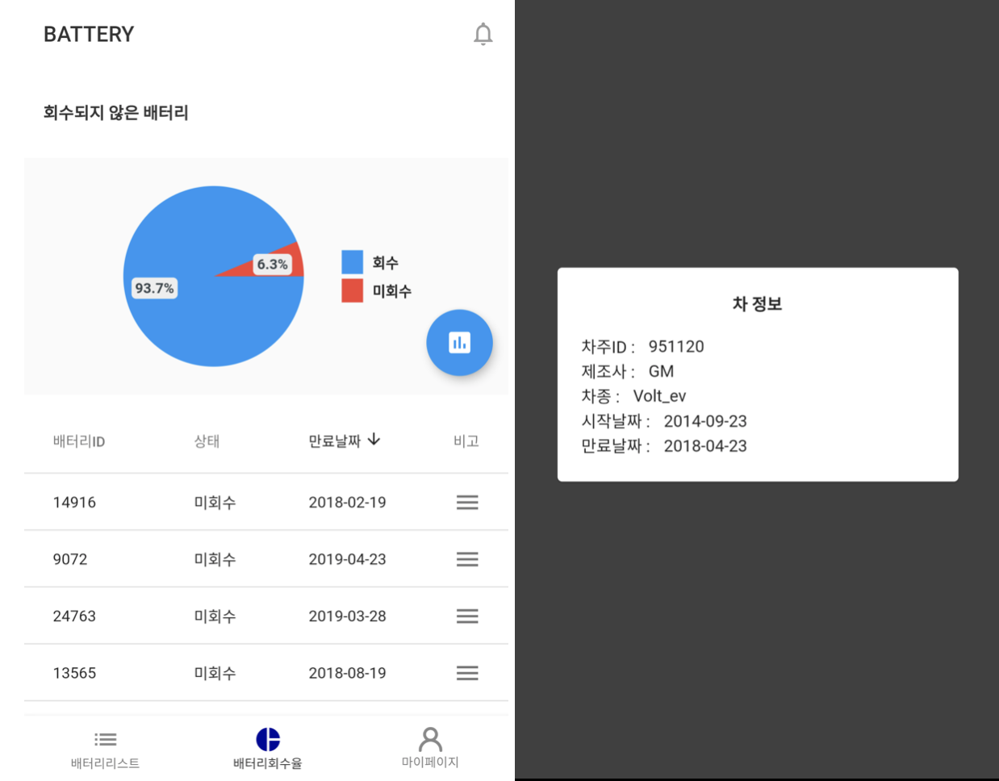 BATTERY
회수되지 않은 배터리
93.7%
6.3%
회수
미회수
배터리ID 상태 만료날짜 ↓ 비고
14916 미회수 2018-02-19
9072 미회수 2019-04-23
24763 미회수 2019-03-28
13565 미회수 2018-08-19
배터리리스트 배터리회수율 마이페이지
차 정보
차주ID : 951120
제조사 : GM
차종 : Volt_ev
시작날짜 : 2014-09-23
만료날짜 : 2018-04-23